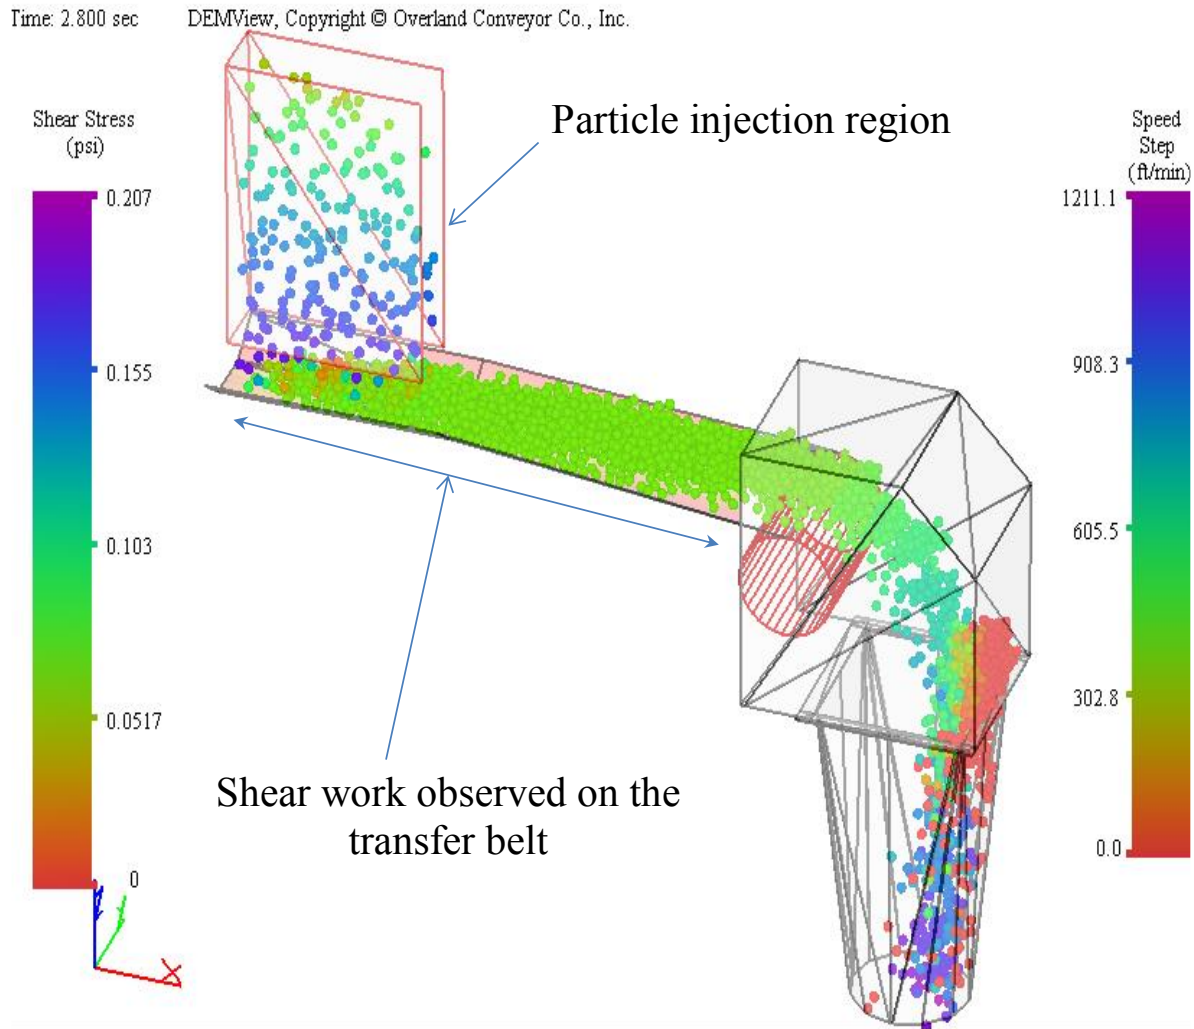 Time: 2.800 sec DEMView, Copyright © Overland Conveyor Co., Inc.
Particle injection region
Shear Stress
(psi)
0.207
0.155
0.103
0.0517
0
Speed
Step
(ft/min)
1211.1
908.3
605.5
302.8
0.0
Shear work observed on the
transfer belt
X